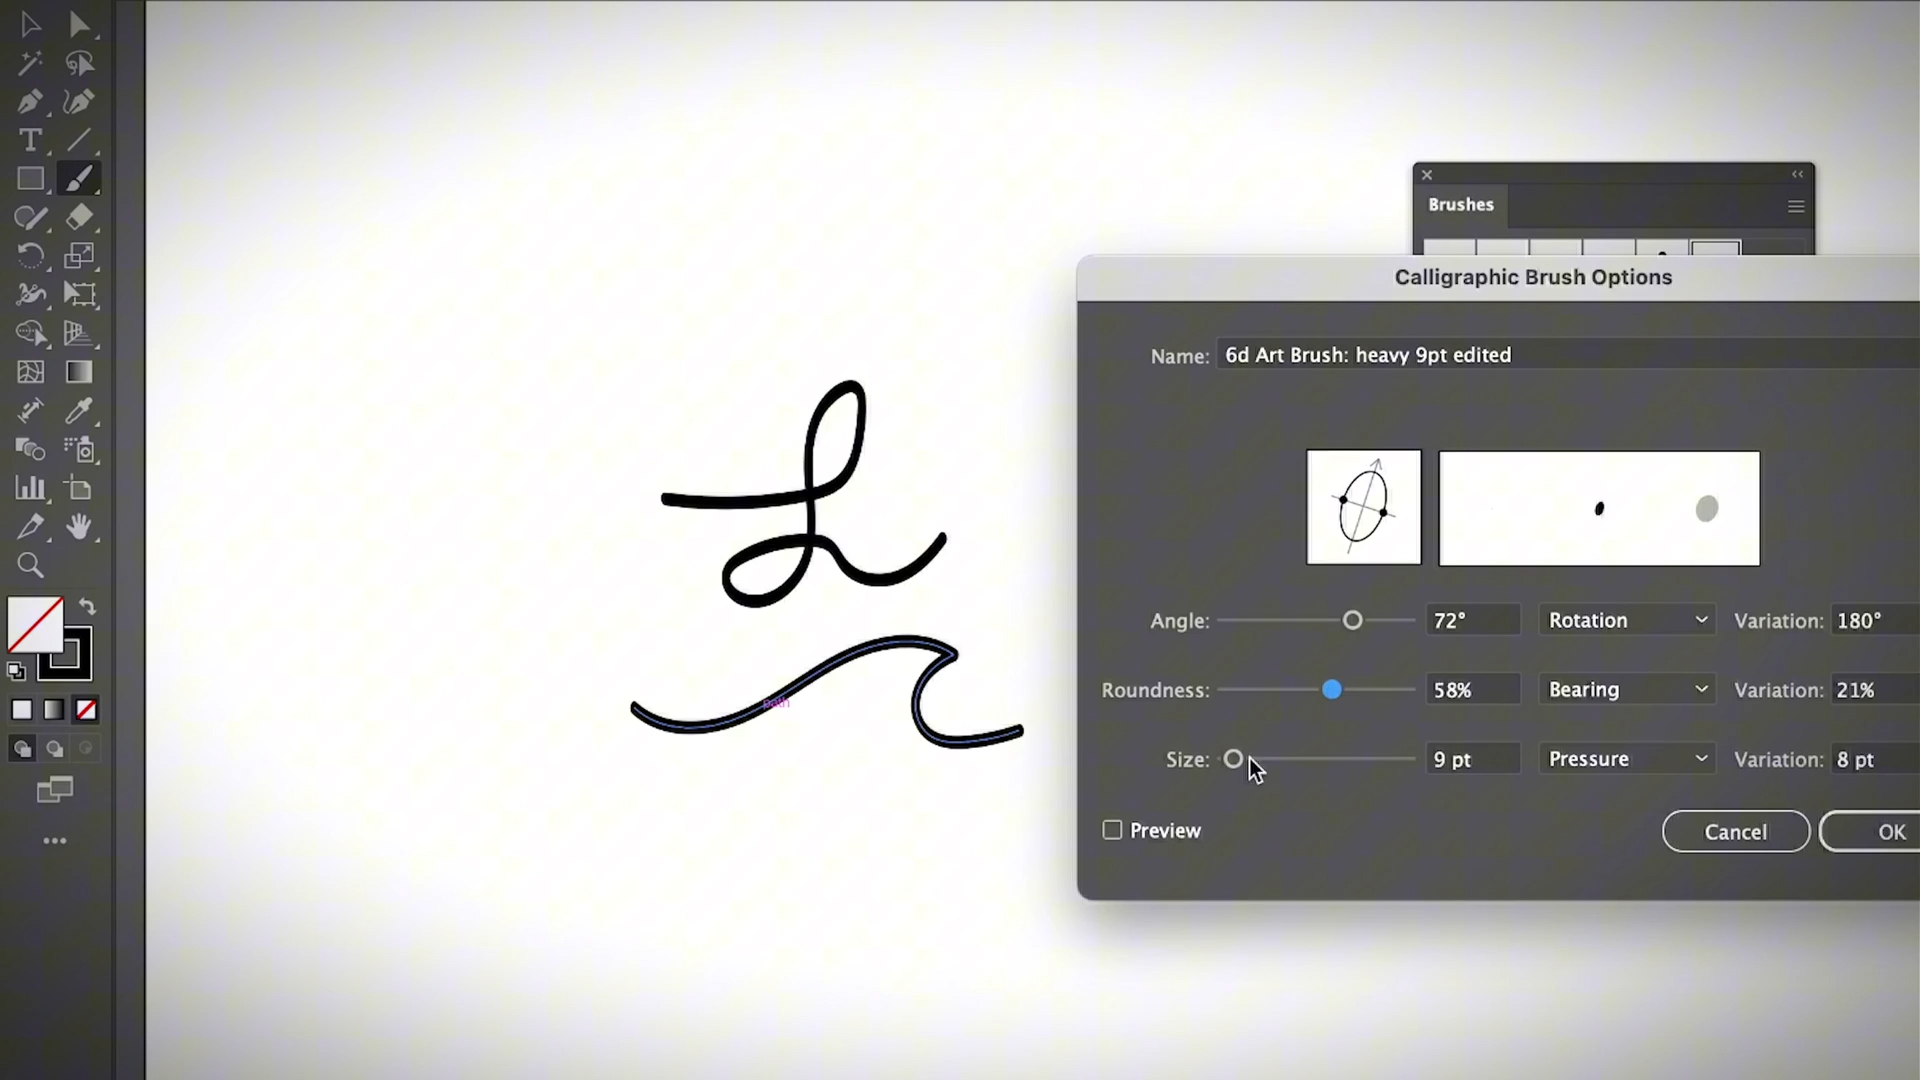 Brushes
Calligraphic Brush Options
Name: 6d Art Brush: heavy 9pt edited
Angle: 72° Rotation Variation: 180°
Roundness: 58% Bearing Variation: 21%
Size: 9 pt Pressure Variation: 8 pt
path
Preview
Cancel OK